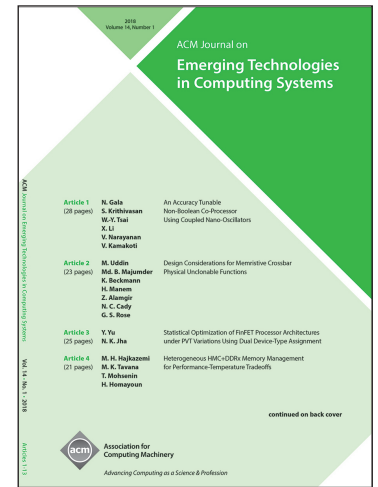 2018
Volume 14, Number 1
ACM Journal on
Emerging Technologies
in Computing Systems
ACM Journal on Emerging Technologies in Computing Systems
Vol. 14 • No. 1 • 2018
Articles 1-13
Article 1
(28 pages)
N. Gala
S. Krithivasan
W.-Y. Tsai
X. Li
V. Narayanan
V. Kamakoti
An Accuracy Tunable
Non-Boolean Co-Processor
Using Coupled Nano-Oscillators
Article 2
(23 pages)
M. Uddin
Md. B. Majumder
K. Beckmann
H. Manem
Z. Alamgir
N. C. Cady
G. S. Rose
Design Considerations for Memristive Crossbar
Physical Unclonable Functions
Article 3
(25 pages)
Y. Yu
N. K. Jha
Statistical Optimization of FinFET Processor Architectures
under PVT Variations Using Dual Device-Type Assignment
Article 4
(21 pages)
M. H. Hajkazemi
M. K. Tavana
T. Mohsenin
H. Homayoun
Heterogeneous HMC+DDRx Memory Management
for Performance-Temperature Tradeoffs
continued on back cover
acm
Association for
Computing Machinery
Advancing Computing as a Science & Profession